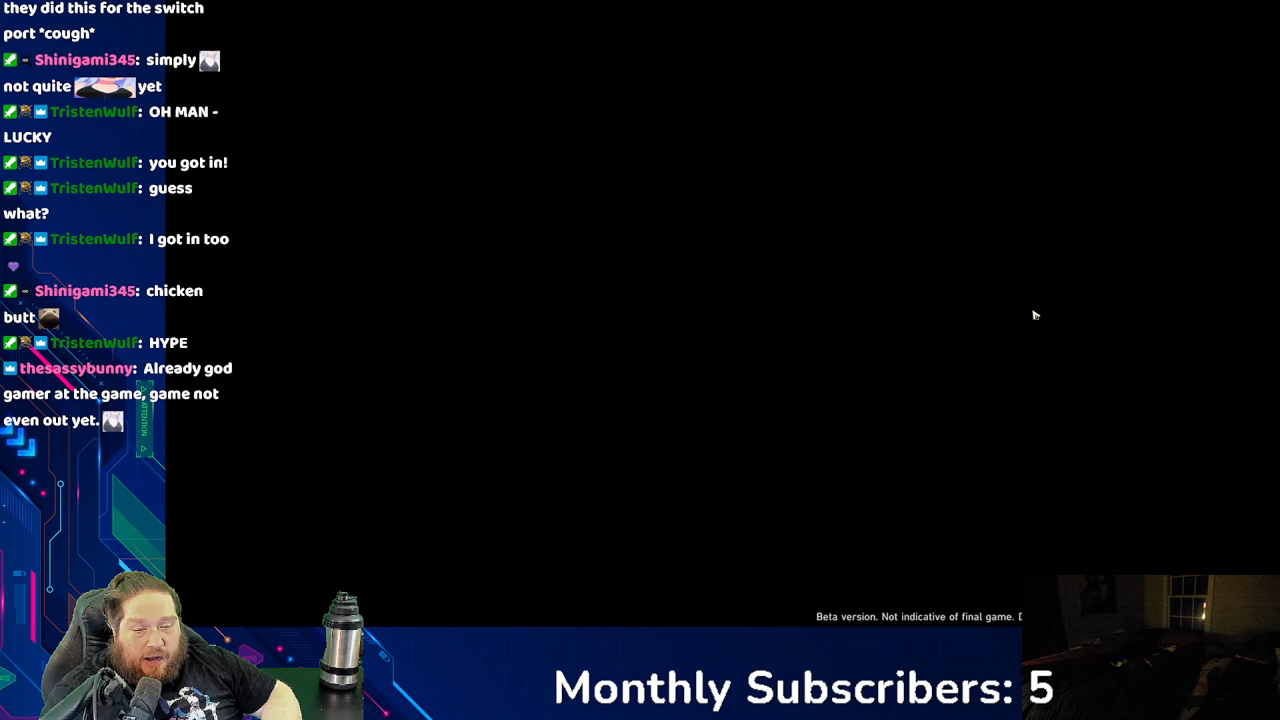 they did this for the switch
port *cough*
Shinigami345: simply
not quite yet
TristenWulf: OH MAN -
LUCKY
TristenWulf: you got in!
TristenWulf: guess
what?
TristenWulf: I got in too
Shinigami345: chicken
butt
TristenWulf: HYPE
thesassybunny: Already god
gamer at the game, game not
even out yet.
ATTENTION
Beta version. Not indicative of final game. D
Monthly Subscribers: 5